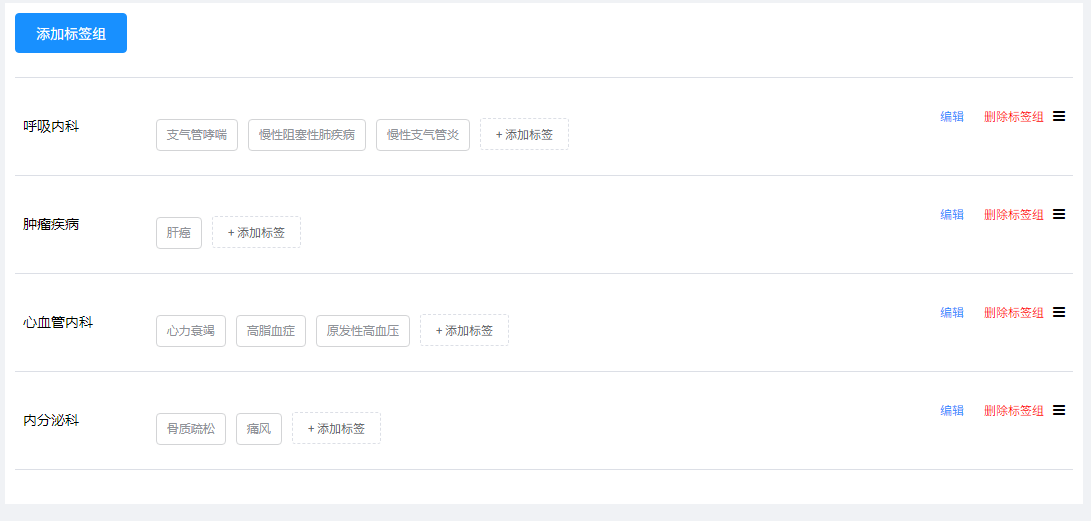 添加标签组
呼吸内科 支气管哮喘 慢性阻塞性肺疾病 慢性支气管炎 + 添加标签 编辑 删除标签组
肿瘤疾病 肝癌 + 添加标签 编辑 删除标签组
心血管内科 心力衰竭 高脂血症 原发性高血压 + 添加标签 编辑 删除标签组
内分泌科 骨质疏松 痛风 + 添加标签 编辑 删除标签组